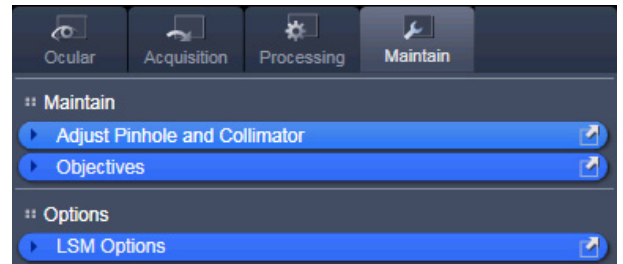 Ocular Acquisition Processing Maintain
Maintain
Adjust Pinhole and Collimator
Objectives
Options
LSM Options